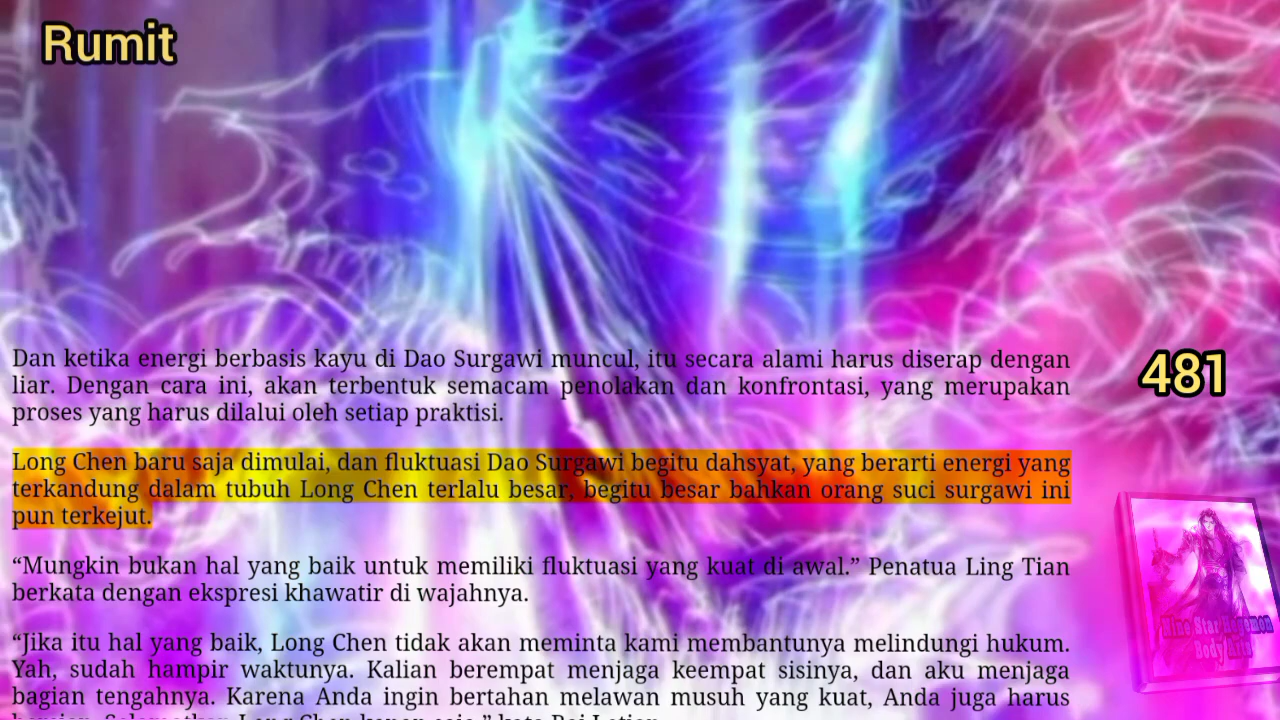 Rumit
Dan ketika energi berbasis kayu di Dao Surgawi muncul, itu secara alami harus diserap dengan
liar. Dengan cara ini, akan terbentuk semacam penolakan dan konfrontasi, yang merupakan
proses yang harus dilalui oleh setiap praktisi.
481
Long Chen baru saja dimulai, dan fluktuasi Dao Surgawi begitu dahsyat, yang berarti energi yang
terkandung dalam tubuh Long Chen terlalu besar, begitu besar bahkan orang suci surgawi ini
pun terkejut.
“Mungkin bukan hal yang baik untuk memiliki fluktuasi yang kuat di awal.” Penatua Ling Tian
berkata dengan ekspresi khawatir di wajahnya.
Nine Star Hegemon
Body Arts
“Jika itu hal yang baik, Long Chen tidak akan meminta kami membantunya melindungi hukum.
Yah, sudah hampir waktunya. Kalian berempat menjaga keempat sisinya, dan aku menjaga
bagian tengahnya. Karena Anda ingin bertahan melawan musuh yang kuat, Anda juga harus